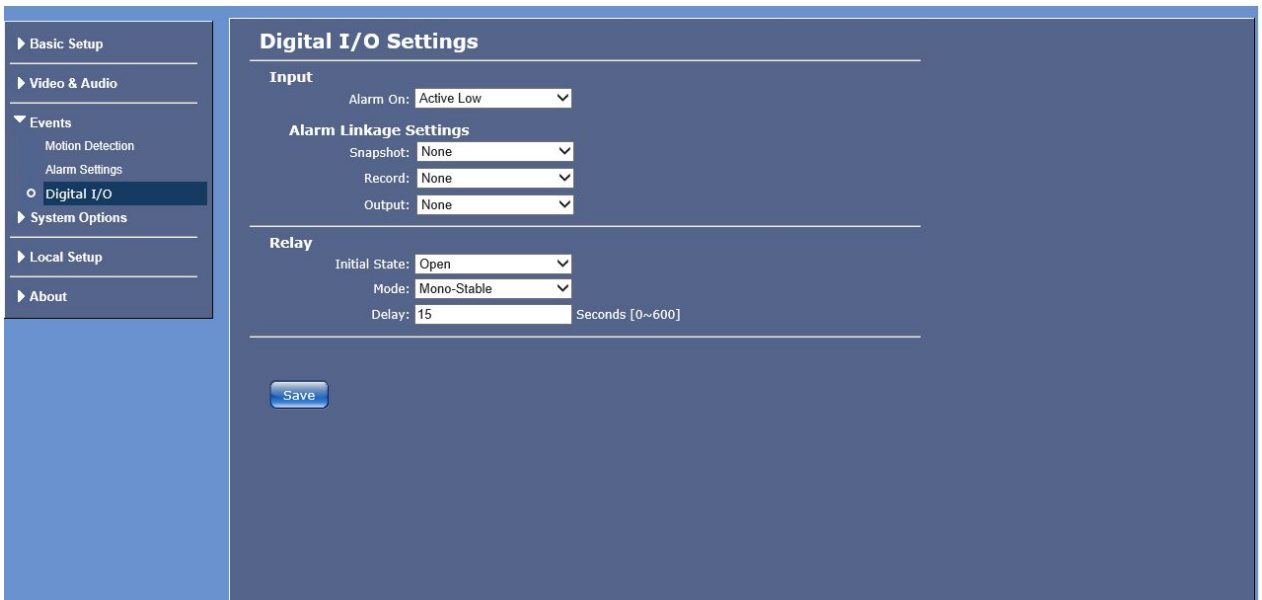 Basic Setup
Video & Audio
Events
Motion Detection
Alarm Settings
Digital I/O
System Options
Local Setup
About
Digital I/O Settings
Input
Alarm On: Active Low
Alarm Linkage Settings
Snapshot: None
Record: None
Output: None
Relay
Initial State: Open
Mode: Mono-Stable
Delay: 15 Seconds [0~600]
Save